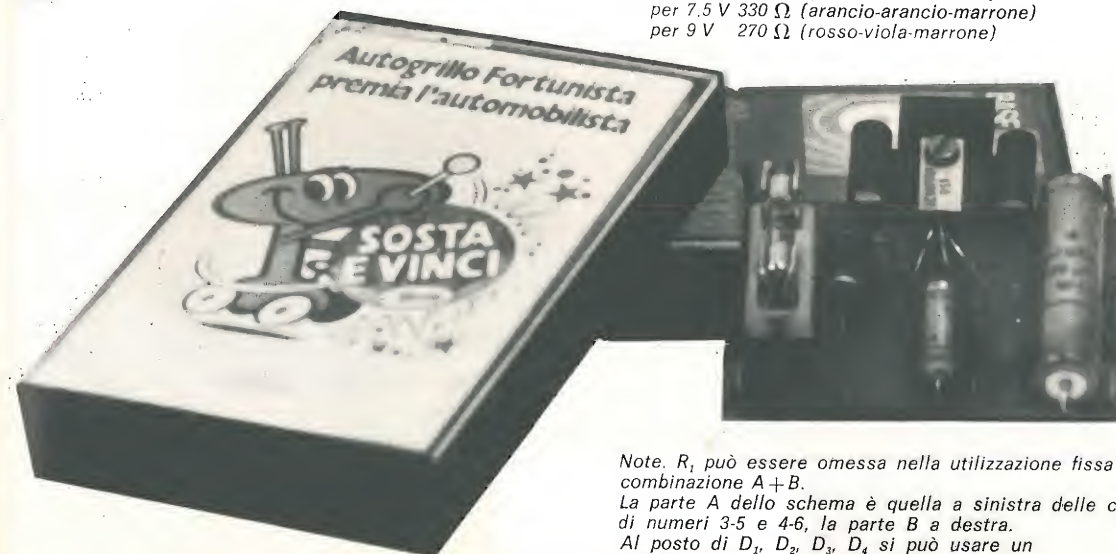 per 7.5 V 330 Ω (arancio-arancio-marrone)
per 9 V 270 Ω (rosso-viola-marrone)
Autogrillo Fortunista
premia l'automobilista
SOSTA
E VINCI
Note. R₁ può essere omessa nella utilizzazione fissa
combinazione A+B.
La parte A dello schema è quella a sinistra delle
di numeri 3-5 e 4-6, la parte B a destra.
Al posto di D₁, D₂, D₃, D₄ si può usare un